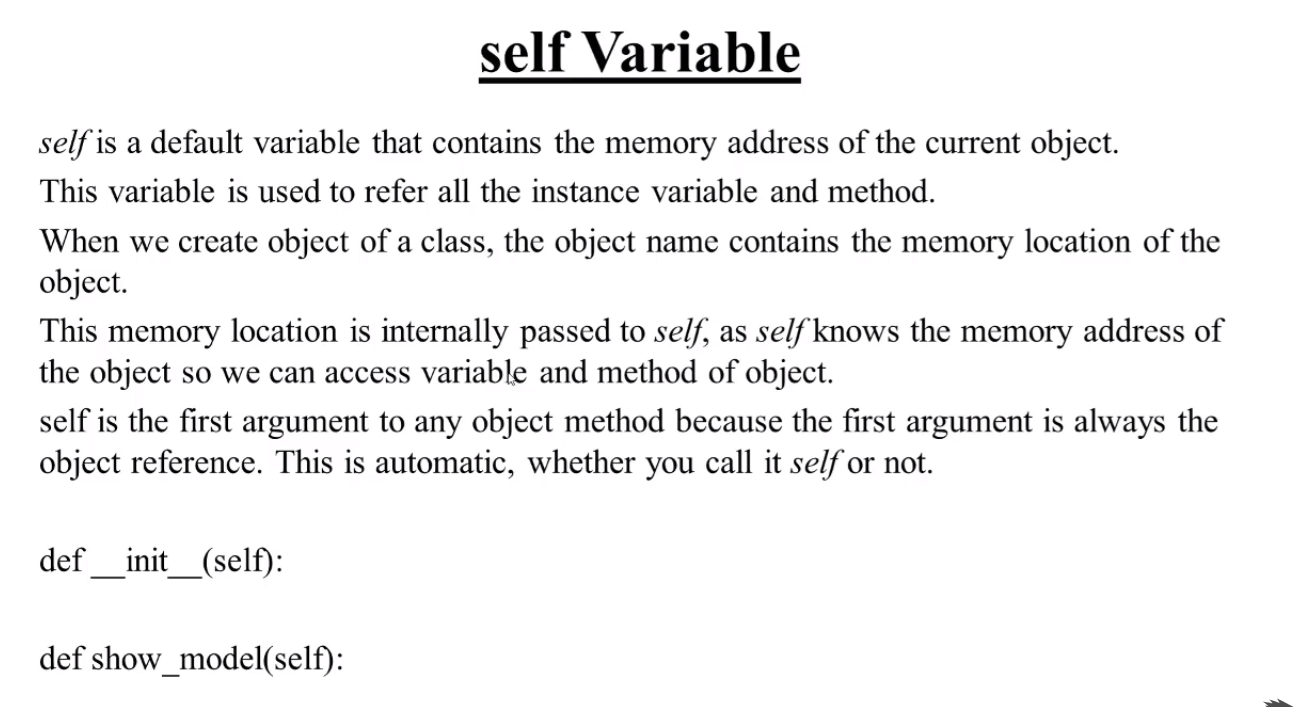 self Variable
self is a default variable that contains the memory address of the current object.
This variable is used to refer all the instance variable and method.
When we create object of a class, the object name contains the memory location of the
object.
This memory location is internally passed to self, as self knows the memory address of
the object so we can access variable and method of object.
self is the first argument to any object method because the first argument is always the
object reference. This is automatic, whether you call it self or not.
def __init__(self):
def show_model(self):